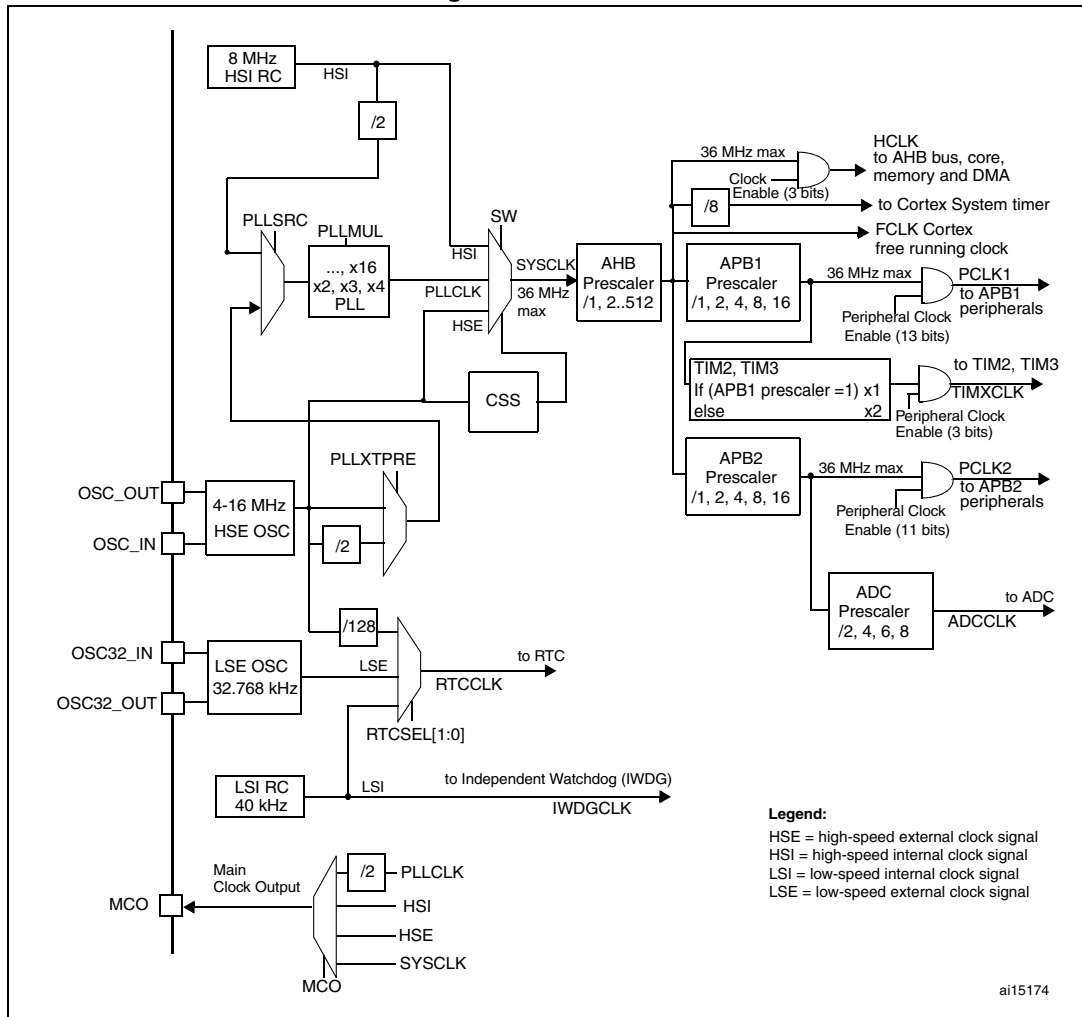 8 MHz
HSI RC
HSI
/2
36 MHz max
HCLK
to AHB bus, core,
memory and DMA
Clock
Enable (3 bits)
/8
to Cortex System timer
FCLK Cortex
free running clock
PLLSRC
PLLMUL
..., x16
x2, x3, x4
PLL
SW
HSI
PLLCLK
HSE
SYSCLK
36 MHz
max
AHB
Prescaler
/1, 2..512
APB1
Prescaler
/1, 2, 4, 8, 16
36 MHz max
PCLK1
to APB1
peripherals
Peripheral Clock
Enable (13 bits)
TIM2, TIM3
If (APB1 prescaler =1) x1
else x2
to TIM2, TIM3
TIMXCLK
Peripheral Clock
Enable (3 bits)
CSS
PLLXTPRE
OSC_OUT
OSC_IN
4-16 MHz
HSE OSC
/2
APB2
Prescaler
/1, 2, 4, 8, 16
36 MHz max
PCLK2
to APB2
peripherals
Peripheral Clock
Enable (11 bits)
ADC
Prescaler
/2, 4, 6, 8
to ADC
ADCCLK
/128
OSC32_IN
OSC32_OUT
LSE OSC
32.768 kHz
LSE
to RTC
RTCCLK
RTCSEL[1:0]
LSI RC
40 kHz
LSI
to Independent Watchdog (IWDG)
IWDGCLK
Legend:
HSE = high-speed external clock signal
HSI = high-speed internal clock signal
LSI = low-speed internal clock signal
LSE = low-speed external clock signal
Main
Clock Output
MCO
/2
PLLCLK
HSI
HSE
SYSCLK
MCO
ai15174